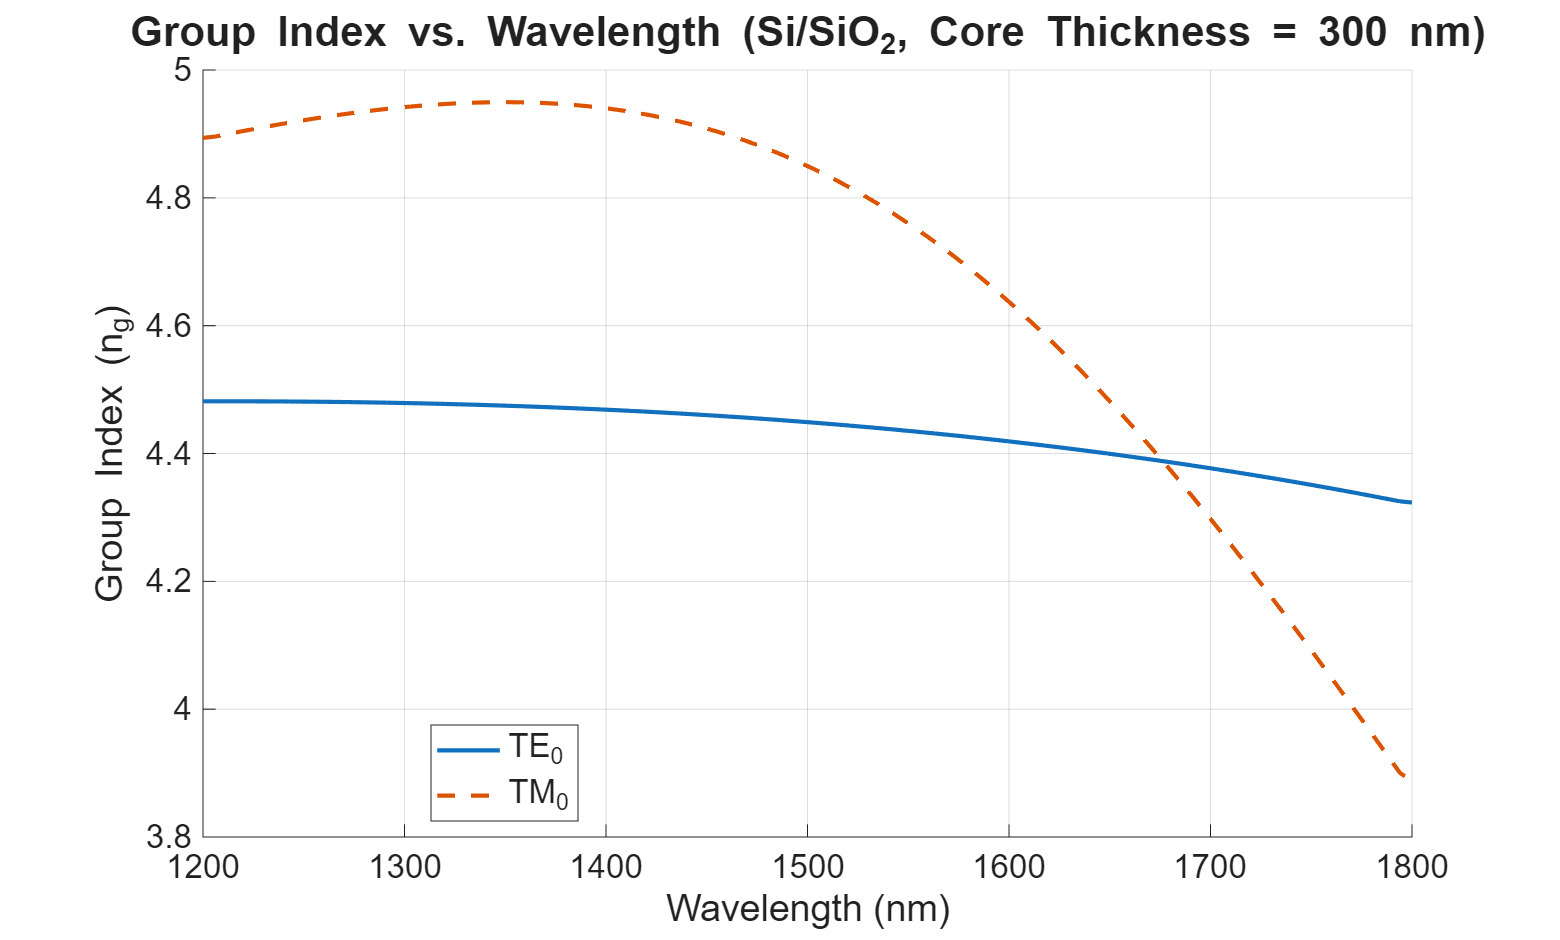 Group Index vs. Wavelength (Si/SiO₂, Core Thickness = 300 nm)
Group Index (n_g)
5
4.8
4.6
4.4
4.2
4
3.8
1200 1300 1400 1500 1600 1700 1800
Wavelength (nm)
TE₀
TM₀